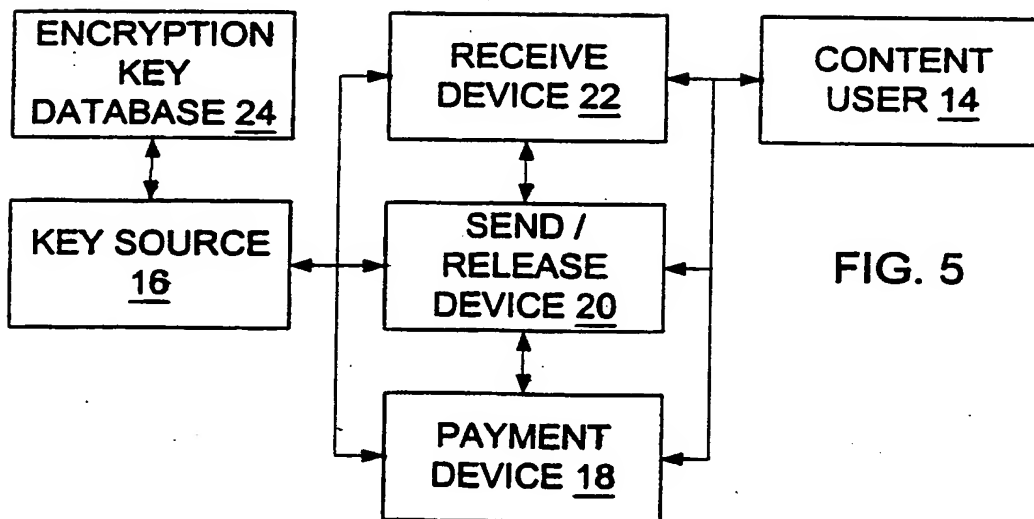 ENCRYPTION
KEY
DATABASE 24
RECEIVE
DEVICE 22
CONTENT
USER 14
KEY SOURCE
16
SEND /
RELEASE
DEVICE 20
FIG. 5
PAYMENT
DEVICE 18